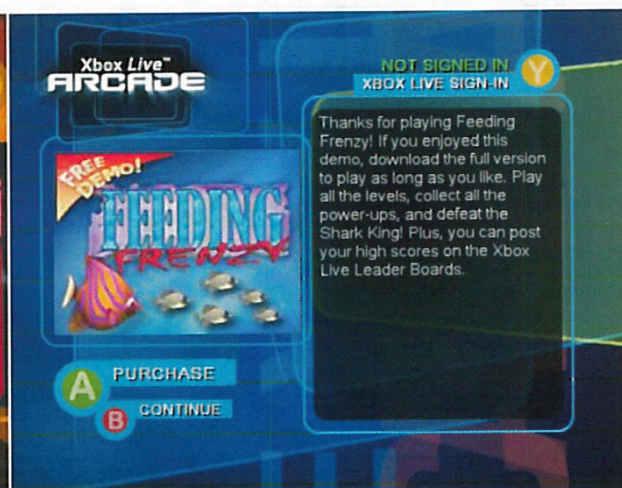 Xbox Live™
ARCADE
NOT SIGNED IN
XBOX LIVE SIGN-IN
Y
FREE
DEMO!
FEEDING
FRENZY
Thanks for playing Feeding
Frenzy! If you enjoyed this
demo, download the full version
to play as long as you like. Play
all the levels, collect all the
power-ups, and defeat the
Shark King! Plus, you can post
your high scores on the Xbox
Live Leader Boards.
A
PURCHASE
B
CONTINUE